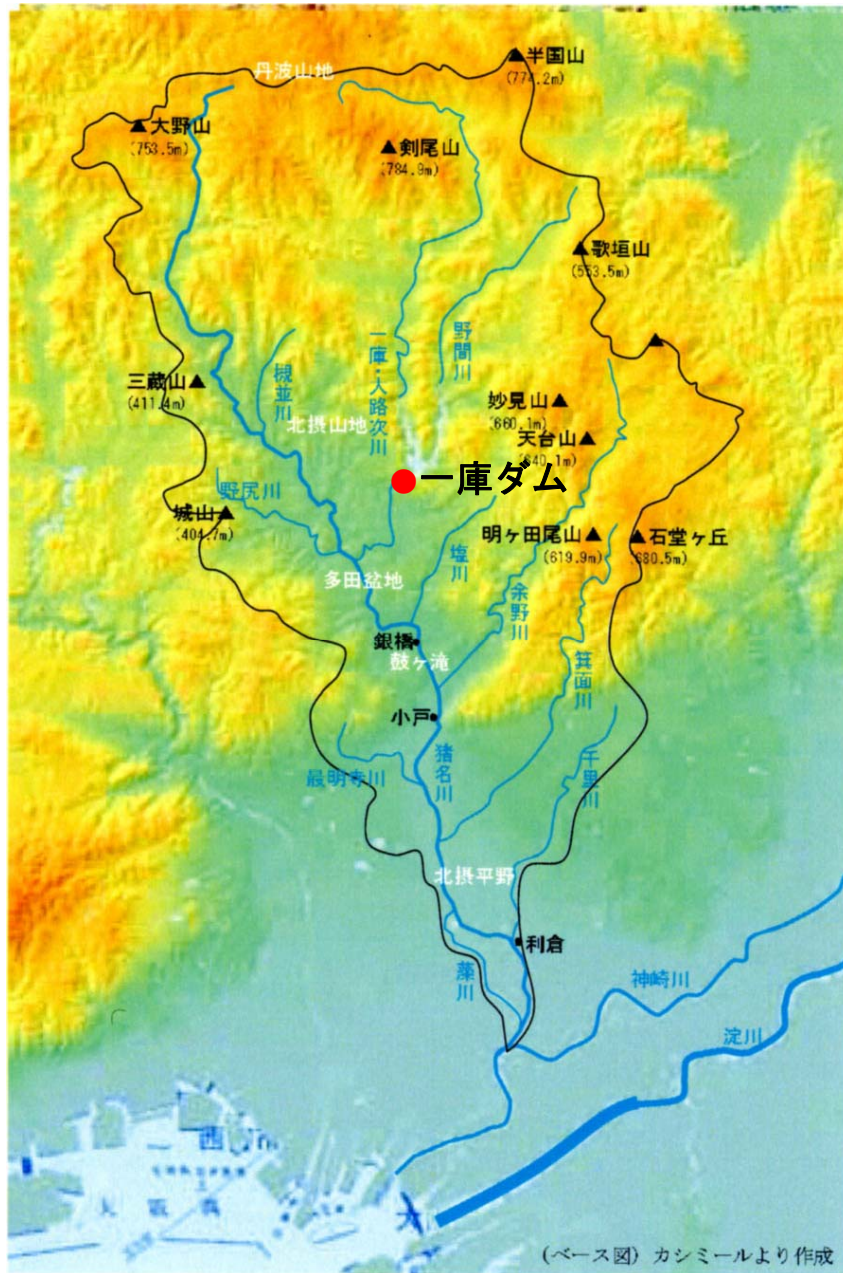 丹波山地
半国山
(774.2m)
大野山
(753.5m)
剣尾山
(784.9m)
歌垣山
(553.5m)
一庫・大路次川
野間川
槻並川
三蔵山
(411.4m)
北摂山地
妙見山
(660.1m)
天台山
(640.1m)
一庫ダム
野尻川
城山
(404.7m)
明ヶ田尾山
(619.9m)
石堂ヶ丘
(680.5m)
塩川
多田盆地
余野川
銀橋
鼓ヶ滝
箕面川
小戸
猪名川
千里川
最明寺川
北摂平野
利倉
藻川
神崎川
淀川
西
大阪湾
大
(ベース図) カシミールより作成